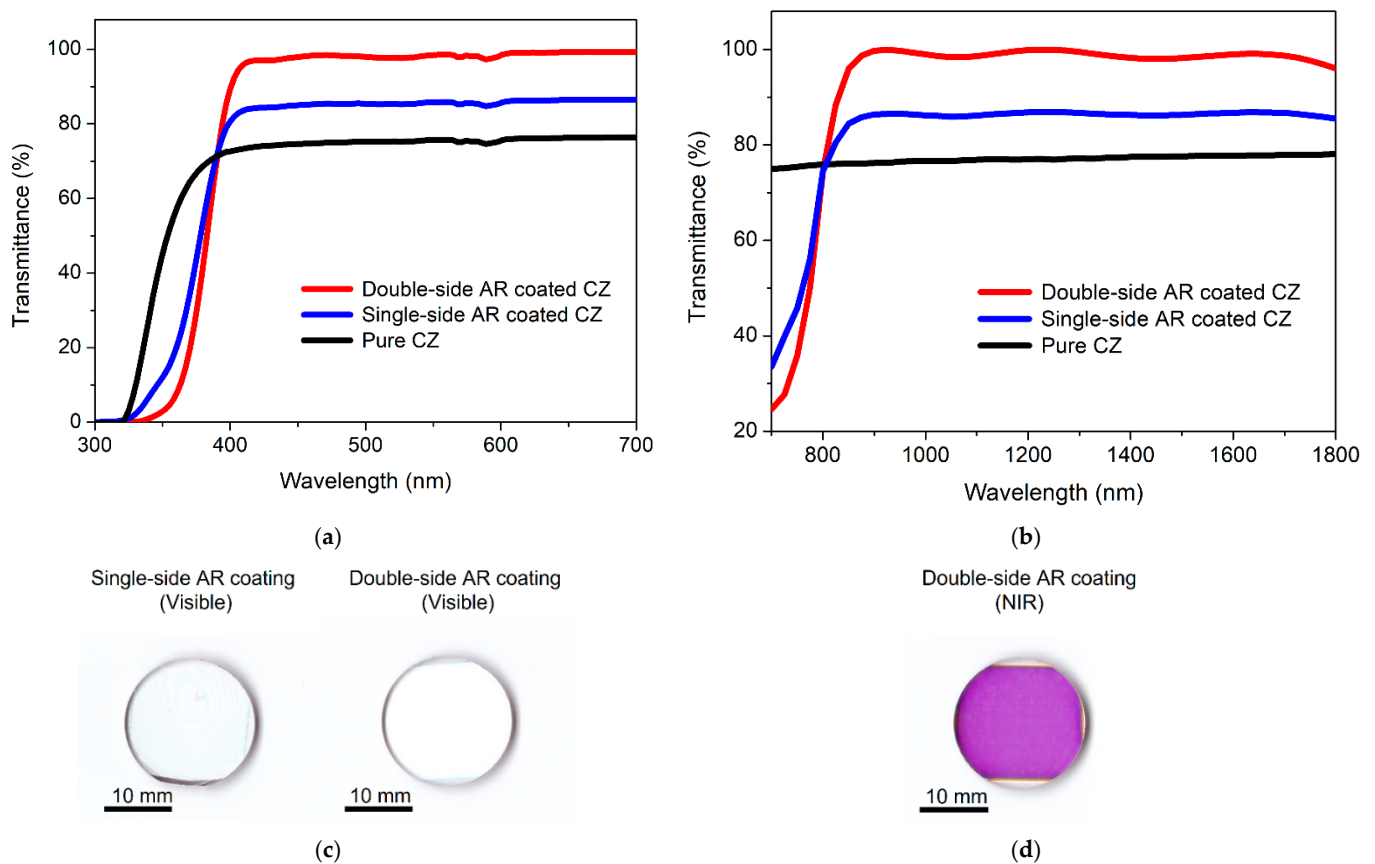 100
80
60
40
20
0
Transmittance (%)
Double-side AR coated CZ
Single-side AR coated CZ
Pure CZ
300 400 500 600 700
Wavelength (nm)
(a)
100
80
60
40
20
Transmittance (%)
Double-side AR coated CZ
Single-side AR coated CZ
Pure CZ
800 1000 1200 1400 1600 1800
Wavelength (nm)
(b)
Single-side AR coating
(Visible)
Double-side AR coating
(Visible)
10 mm
10 mm
(c)
Double-side AR coating
(NIR)
10 mm
(d)